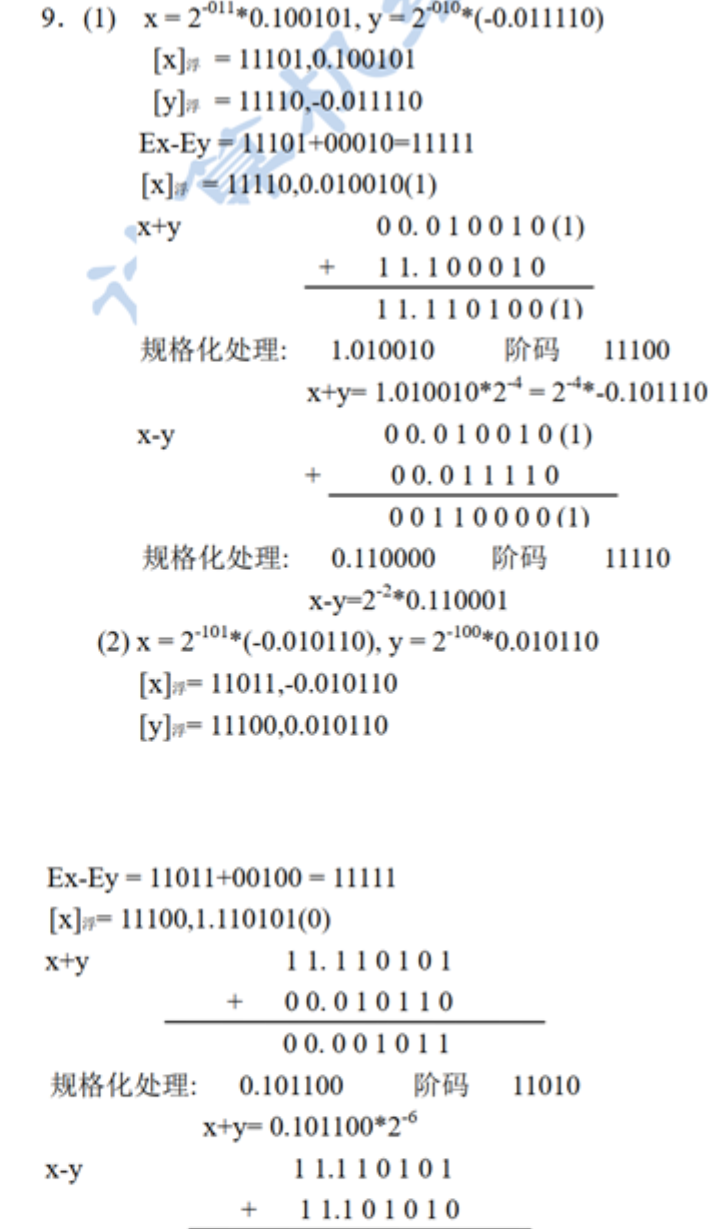 9. (1) x = 2^-011*0.100101, y = 2^-010*(-0.011110)
[x]浮 = 11101,0.100101
[y]浮 = 11110,-0.011110
Ex-Ey = 11101+00010=11111
[x]浮 = 11110,0.010010(1)
x+y 0 0. 0 1 0 0 1 0 (1)
+ 1 1. 1 0 0 0 1 0
1 1. 1 1 0 1 0 0 (1)
规格化处理: 1.010010 阶码 11100
x+y= 1.010010*2^-4 = 2^-4*-0.101110
x-y 0 0. 0 1 0 0 1 0 (1)
+ 0 0. 0 1 1 1 1 0
0 0 1 1 0 0 0 0 (1)
规格化处理: 0.110000 阶码 11110
x-y=2^-2*0.110001
(2) x = 2^-101*(-0.010110), y = 2^-100*0.010110
[x]浮= 11011,-0.010110
[y]浮= 11100,0.010110
Ex-Ey = 11011+00100 = 11111
[x]浮= 11100,1.110101(0)
x+y 1 1. 1 1 0 1 0 1
+ 0 0. 0 1 0 1 1 0
0 0. 0 0 1 0 1 1
规格化处理: 0.101100 阶码 11010
x+y= 0.101100*2^-6
x-y 1 1.1 1 0 1 0 1
+ 1 1.1 0 1 0 1 0